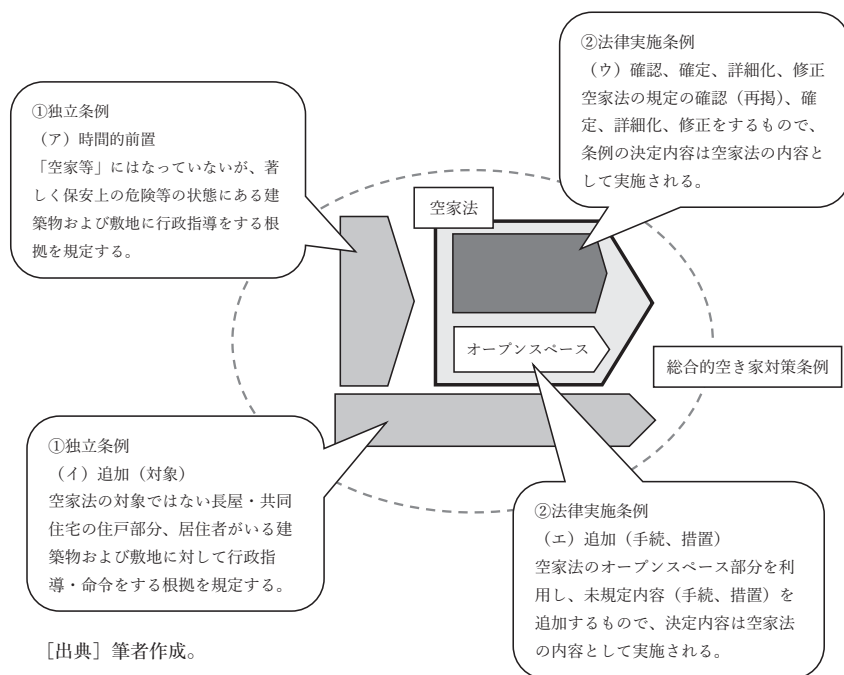 ①独立条例
（ア）時間的前置
「空家等」にはなっていないが、著
しく保安上の危険等の状態にある建
築物および敷地に行政指導をする根
拠を規定する。
②法律実施条例
（ウ）確認、確定、詳細化、修正
空家法の規定の確認（再掲）、確
定、詳細化、修正をするもので、
条例の決定内容は空家法の内容と
して実施される。
空家法
オープンスペース
総合的空き家対策条例
①独立条例
（イ）追加（対象）
空家法の対象ではない長屋・共同
住宅の住戸部分、居住者がいる建
築物および敷地に対して行政指
導・命令をする根拠を規定する。
②法律実施条例
（エ）追加（手続、措置）
空家法のオープンスペース部分を利
用し、未規定内容（手続、措置）を
追加するもので、決定内容は空家法
の内容として実施される。
［出典］筆者作成。